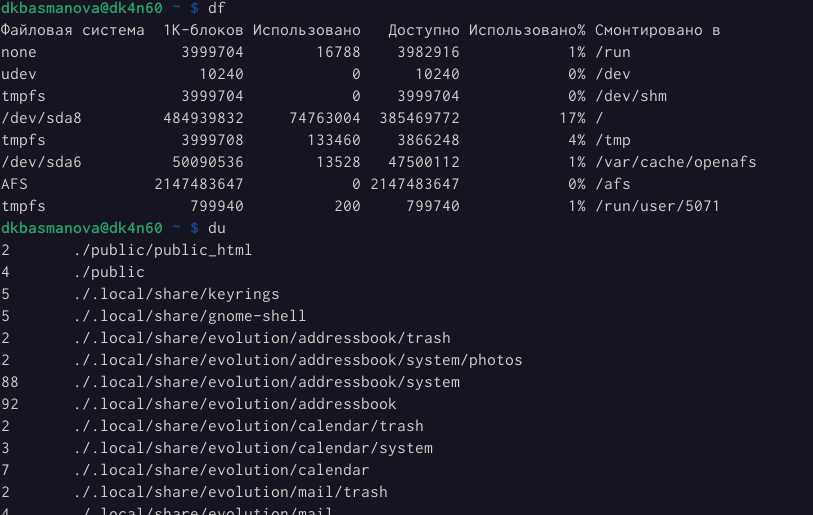 dkbasmanova@dk4n60 ~ $ df
Файловая система  1K-блоков Использовано   Доступно Использовано% Смонтировано в
none                3999704        16788    3982916            1% /run
udev                  10240            0      10240            0% /dev
tmpfs               3999704            0    3999704            0% /dev/shm
/dev/sda8         484939832     74763004  385469772           17% /
tmpfs               3999708       133460    3866248            4% /tmp
/dev/sda6          50090536        13528   47500112            1% /var/cache/openafs
AFS              2147483647            0 2147483647            0% /afs
tmpfs                799940          200     799740            1% /run/user/5071
dkbasmanova@dk4n60 ~ $ du
2       ./public/public_html
4       ./public
5       ./.local/share/keyrings
5       ./.local/share/gnome-shell
2       ./.local/share/evolution/addressbook/trash
2       ./.local/share/evolution/addressbook/system/photos
88      ./.local/share/evolution/addressbook/system
92      ./.local/share/evolution/addressbook
2       ./.local/share/evolution/calendar/trash
3       ./.local/share/evolution/calendar/system
7       ./.local/share/evolution/calendar
2       ./.local/share/evolution/mail/trash
4       ./.local/share/evolution/mail